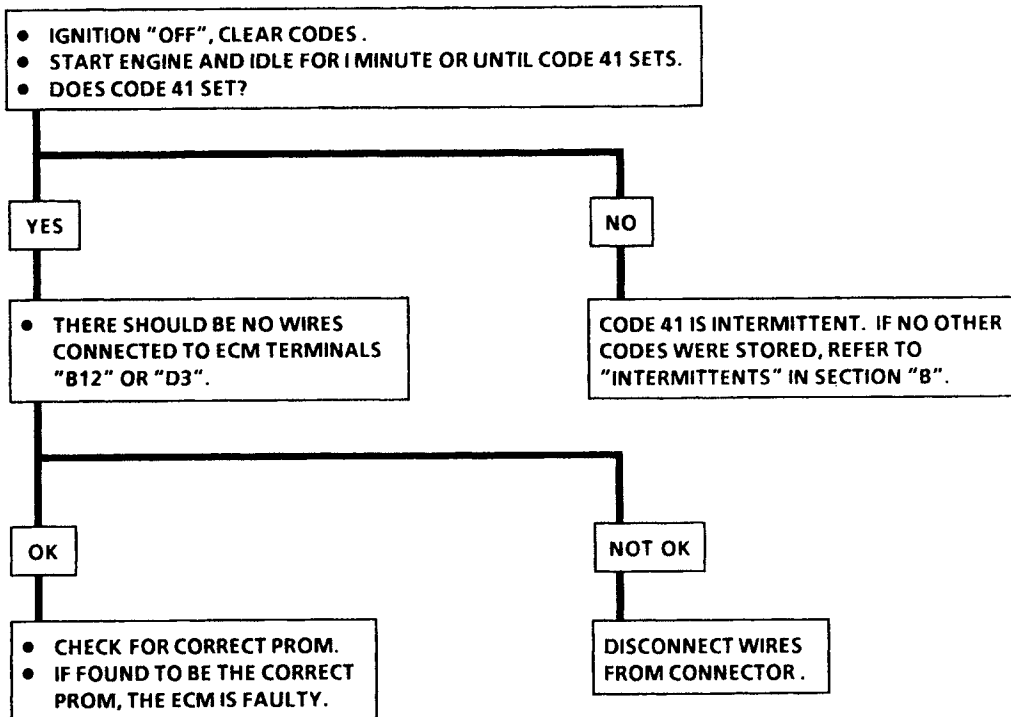 ● IGNITION "OFF", CLEAR CODES.
● START ENGINE AND IDLE FOR I MINUTE OR UNTIL CODE 41 SETS.
● DOES CODE 41 SET?
YES
NO
● THERE SHOULD BE NO WIRES
CONNECTED TO ECM TERMINALS
"B12" OR "D3".
CODE 41 IS INTERMITTENT. IF NO OTHER
CODES WERE STORED, REFER TO
"INTERMITTENTS" IN SECTION "B".
OK
NOT OK
● CHECK FOR CORRECT PROM.
● IF FOUND TO BE THE CORRECT
PROM, THE ECM IS FAULTY.
DISCONNECT WIRES
FROM CONNECTOR.